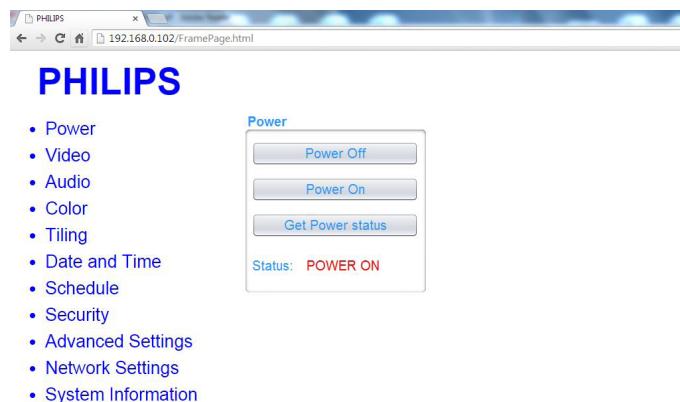 PHILIPS
192.168.0.102/FramePage.html
PHILIPS
Power
Video
Audio
Color
Tiling
Date and Time
Schedule
Security
Advanced Settings
Network Settings
System Information
Power
Power Off
Power On
Get Power status
Status: POWER ON